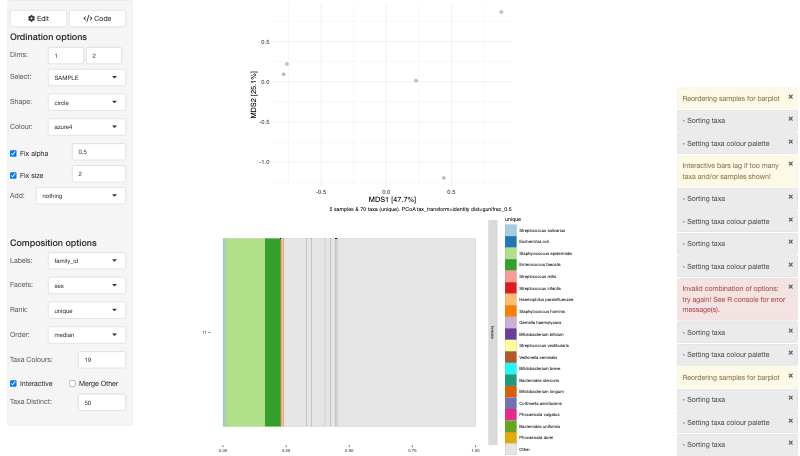 Edit
</> Code
Ordination options
Dims: 1 2
Select: SAMPLE
Shape: circle
Colour: azure4
Fix alpha 0.5
Fix size 2
Add: nothing
Composition options
Labels: family_id
Facets: sex
Rank: unique
Order: median
Taxa Colours: 19
Interactive
Merge Other
Taxa Distinct: 50
MDS2 [25.1%]
0.5
0.0
-0.5
-1.0
-0.5 0.0 0.5
MDS1 [47.7%]
5 samples & 70 taxa (unique). PCoA tax_transform=identity dist=gunifrac_0.5
11
0.00 0.25 0.50 0.75 1.00
female
unique
Streptococcus salivarius
Escherichia coli
Staphylococcus epidermidis
Enterococcus faecalis
Streptococcus mitis
Streptococcus infantis
Haemophilus parainfluenzae
Staphylococcus hominis
Gemella haemolysans
Bifidobacterium bifidum
Streptococcus vestibularis
Veillonella seminalis
Bifidobacterium breve
Bacteroides stercoris
Bifidobacterium longum
Collinsella aerofaciens
Phocaeicola vulgatus
Bacteroides uniformis
Phocaeicola dorei
Other
Reordering samples for barplot ×
- Sorting taxa ×
- Setting taxa colour palette ×
Interactive bars lag if too many ×
taxa and/or samples shown!
- Sorting taxa ×
- Setting taxa colour palette ×
- Sorting taxa ×
- Setting taxa colour palette ×
Invalid combination of options: ×
try again! See R console for error
message(s).
- Sorting taxa ×
- Setting taxa colour palette ×
Reordering samples for barplot ×
- Sorting taxa ×
- Setting taxa colour palette ×
- Sorting taxa ×